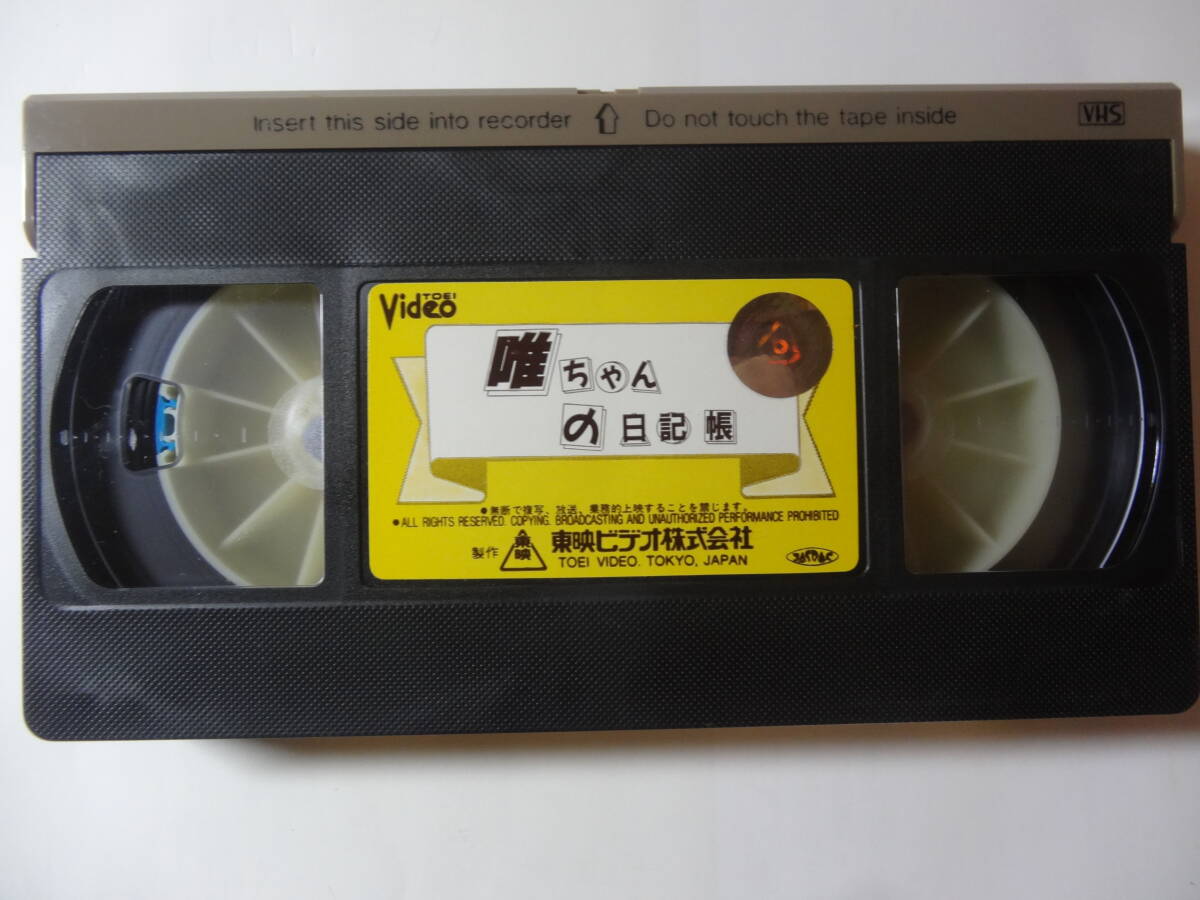 Insert this side into recorder ⇧ Do not touch the tape inside VHS
TOEI
Video
唯ちゃん
の日記帳
●無断で複写、放送、業務的上映することを禁じます。
●ALL RIGHTS RESERVED. COPYING. BROADCASTING AND UNAUTHORIZED PERFORMANCE PROHIBITED
製作 東映 東映ビデオ株式会社
TOEI VIDEO. TOKYO, JAPAN
JASRAC